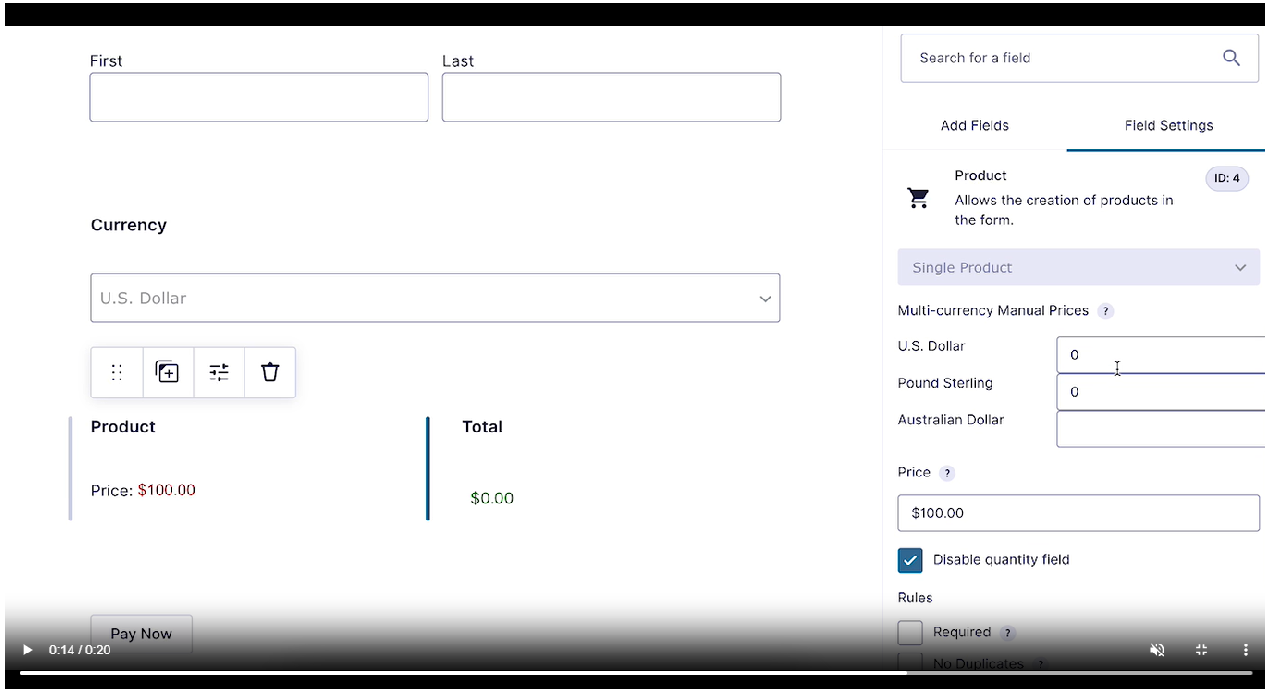 First Last
Search for a field
Add Fields Field Settings
Product ID: 4
Allows the creation of products in
the form.
Currency
Single Product
U.S. Dollar
Multi-currency Manual Prices ?
U.S. Dollar 0
Pound Sterling 0
Australian Dollar
Product Total
Price: $100.00
$0.00
Price ?
$100.00
Disable quantity field
Rules
Required ?
No Duplicates ?
Pay Now
0:14 / 0:20